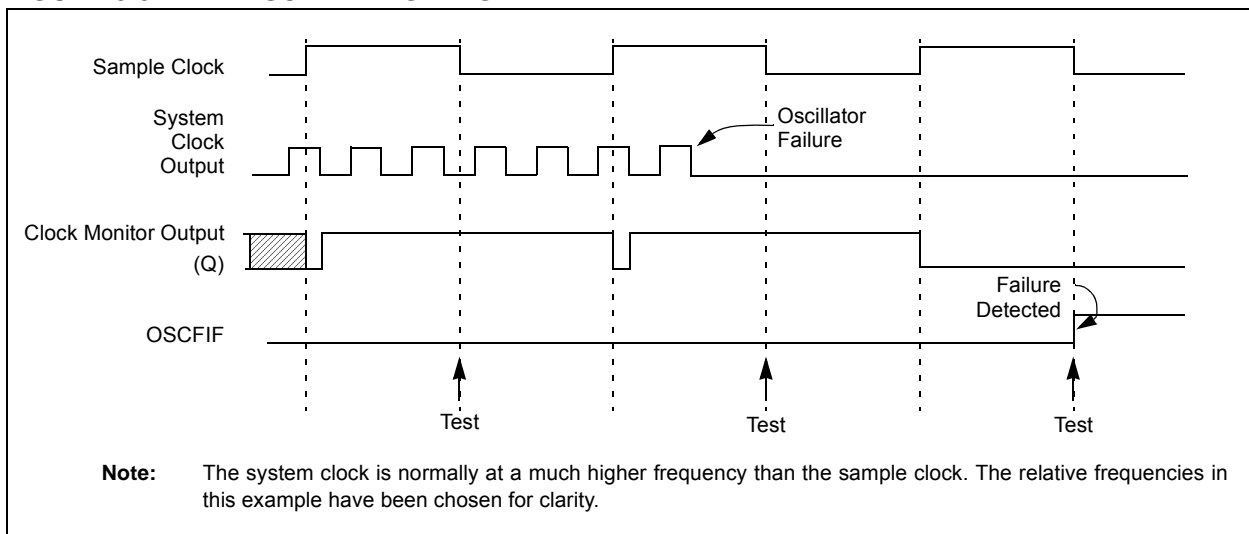 Sample Clock
System
Clock
Output
Oscillator
Failure
Clock Monitor Output
(Q)
Failure
Detected
OSCFIF
Test
Test
Test
Note: The system clock is normally at a much higher frequency than the sample clock. The relative frequencies in
this example have been chosen for clarity.